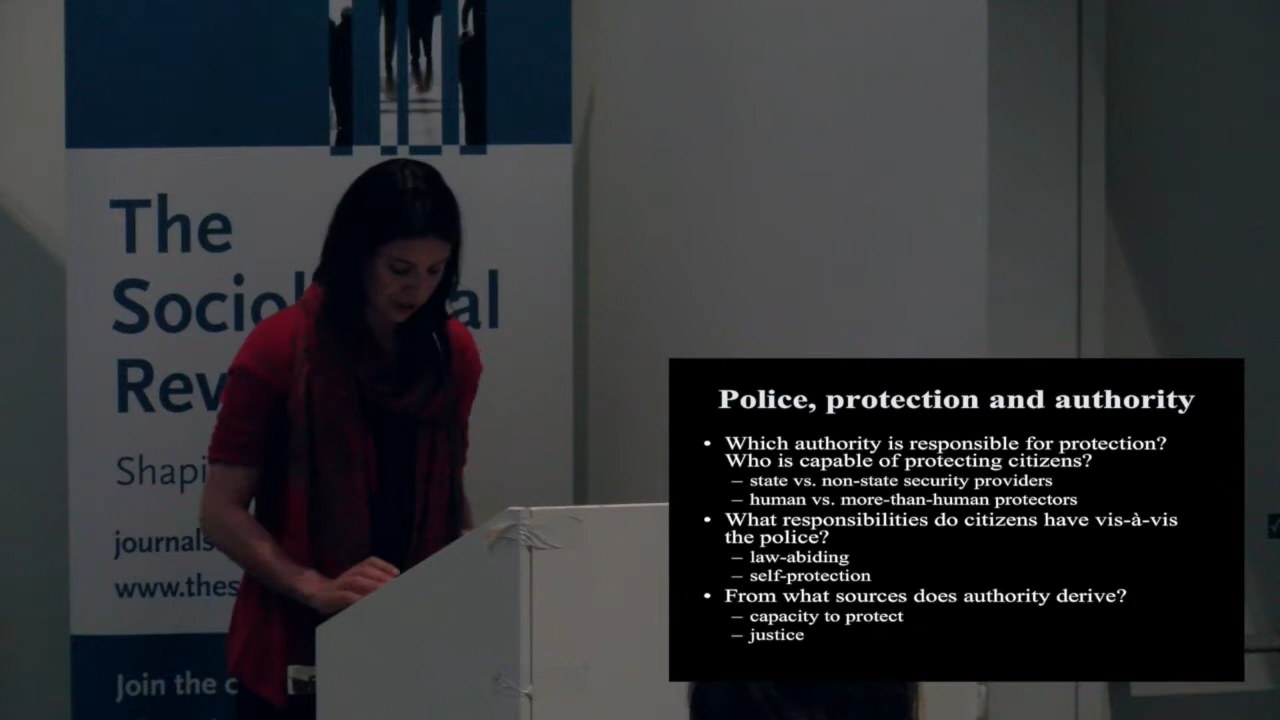 The
Sociol al
Rev
Shapi
journals
www.thes
Join the c
Police, protection and authority
• Which authority is responsible for protection?
Who is capable of protecting citizens?
– state vs. non-state security providers
– human vs. more-than-human protectors
• What responsibilities do citizens have vis-à-vis
the police?
– law-abiding
– self-protection
• From what sources does authority derive?
– capacity to protect
– justice